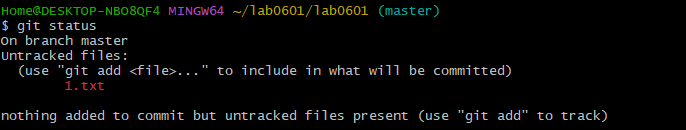 Home@DESKTOP-NBO8QF4 MINGW64 ~/lab0601/lab0601 (master)
$ git status
On branch master
Untracked files:
  (use "git add <file>..." to include in what will be committed)
        1.txt

nothing added to commit but untracked files present (use "git add" to track)